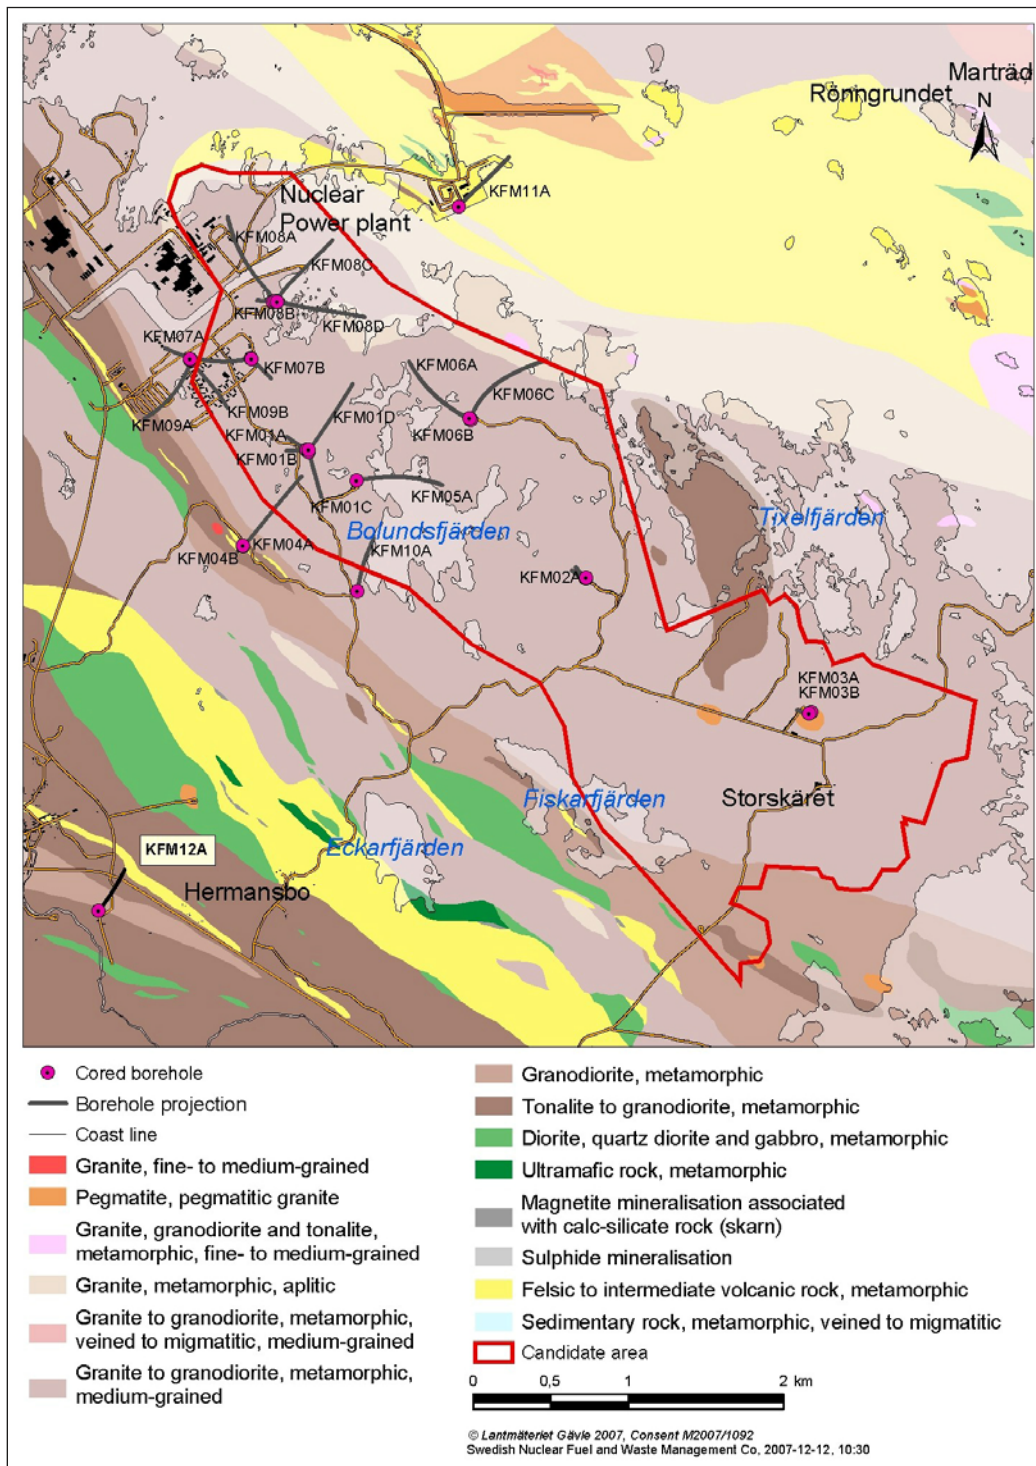 Marträd
Rönngrundet
N
KFM11A
Nuclear
Power plant
KFM08A
KFM08C
KFM08B
KFM08D
KFM07A
KFM07B
KFM06A
KFM06C
KFM09B
KFM01D
KFM09A
KFM01A
KFM06B
KFM01B
KFM05A
KFM01C
Tixelfjärden
Bolundsfjärden
KFM04A
KFM10A
KFM04B
KFM02A
KFM03A
KFM03B
Fiskarfjärden
Storskäret
Eckarfjärden
KFM12A
Hermansbo
Cored borehole
Borehole projection
Coast line
Granite, fine- to medium-grained
Pegmatite, pegmatitic granite
Granite, granodiorite and tonalite,
metamorphic, fine- to medium-grained
Granite, metamorphic, aplitic
Granite to granodiorite, metamorphic,
veined to migmatitic, medium-grained
Granite to granodiorite, metamorphic,
medium-grained
Granodiorite, metamorphic
Tonalite to granodiorite, metamorphic
Diorite, quartz diorite and gabbro, metamorphic
Ultramafic rock, metamorphic
Magnetite mineralisation associated
with calc-silicate rock (skarn)
Sulphide mineralisation
Felsic to intermediate volcanic rock, metamorphic
Sedimentary rock, metamorphic, veined to migmatitic
Candidate area
0 0,5 1 2 km
© Lantmäteriet Gävle 2007, Consent M2007/1092
Swedish Nuclear Fuel and Waste Management Co, 2007-12-12, 10:30